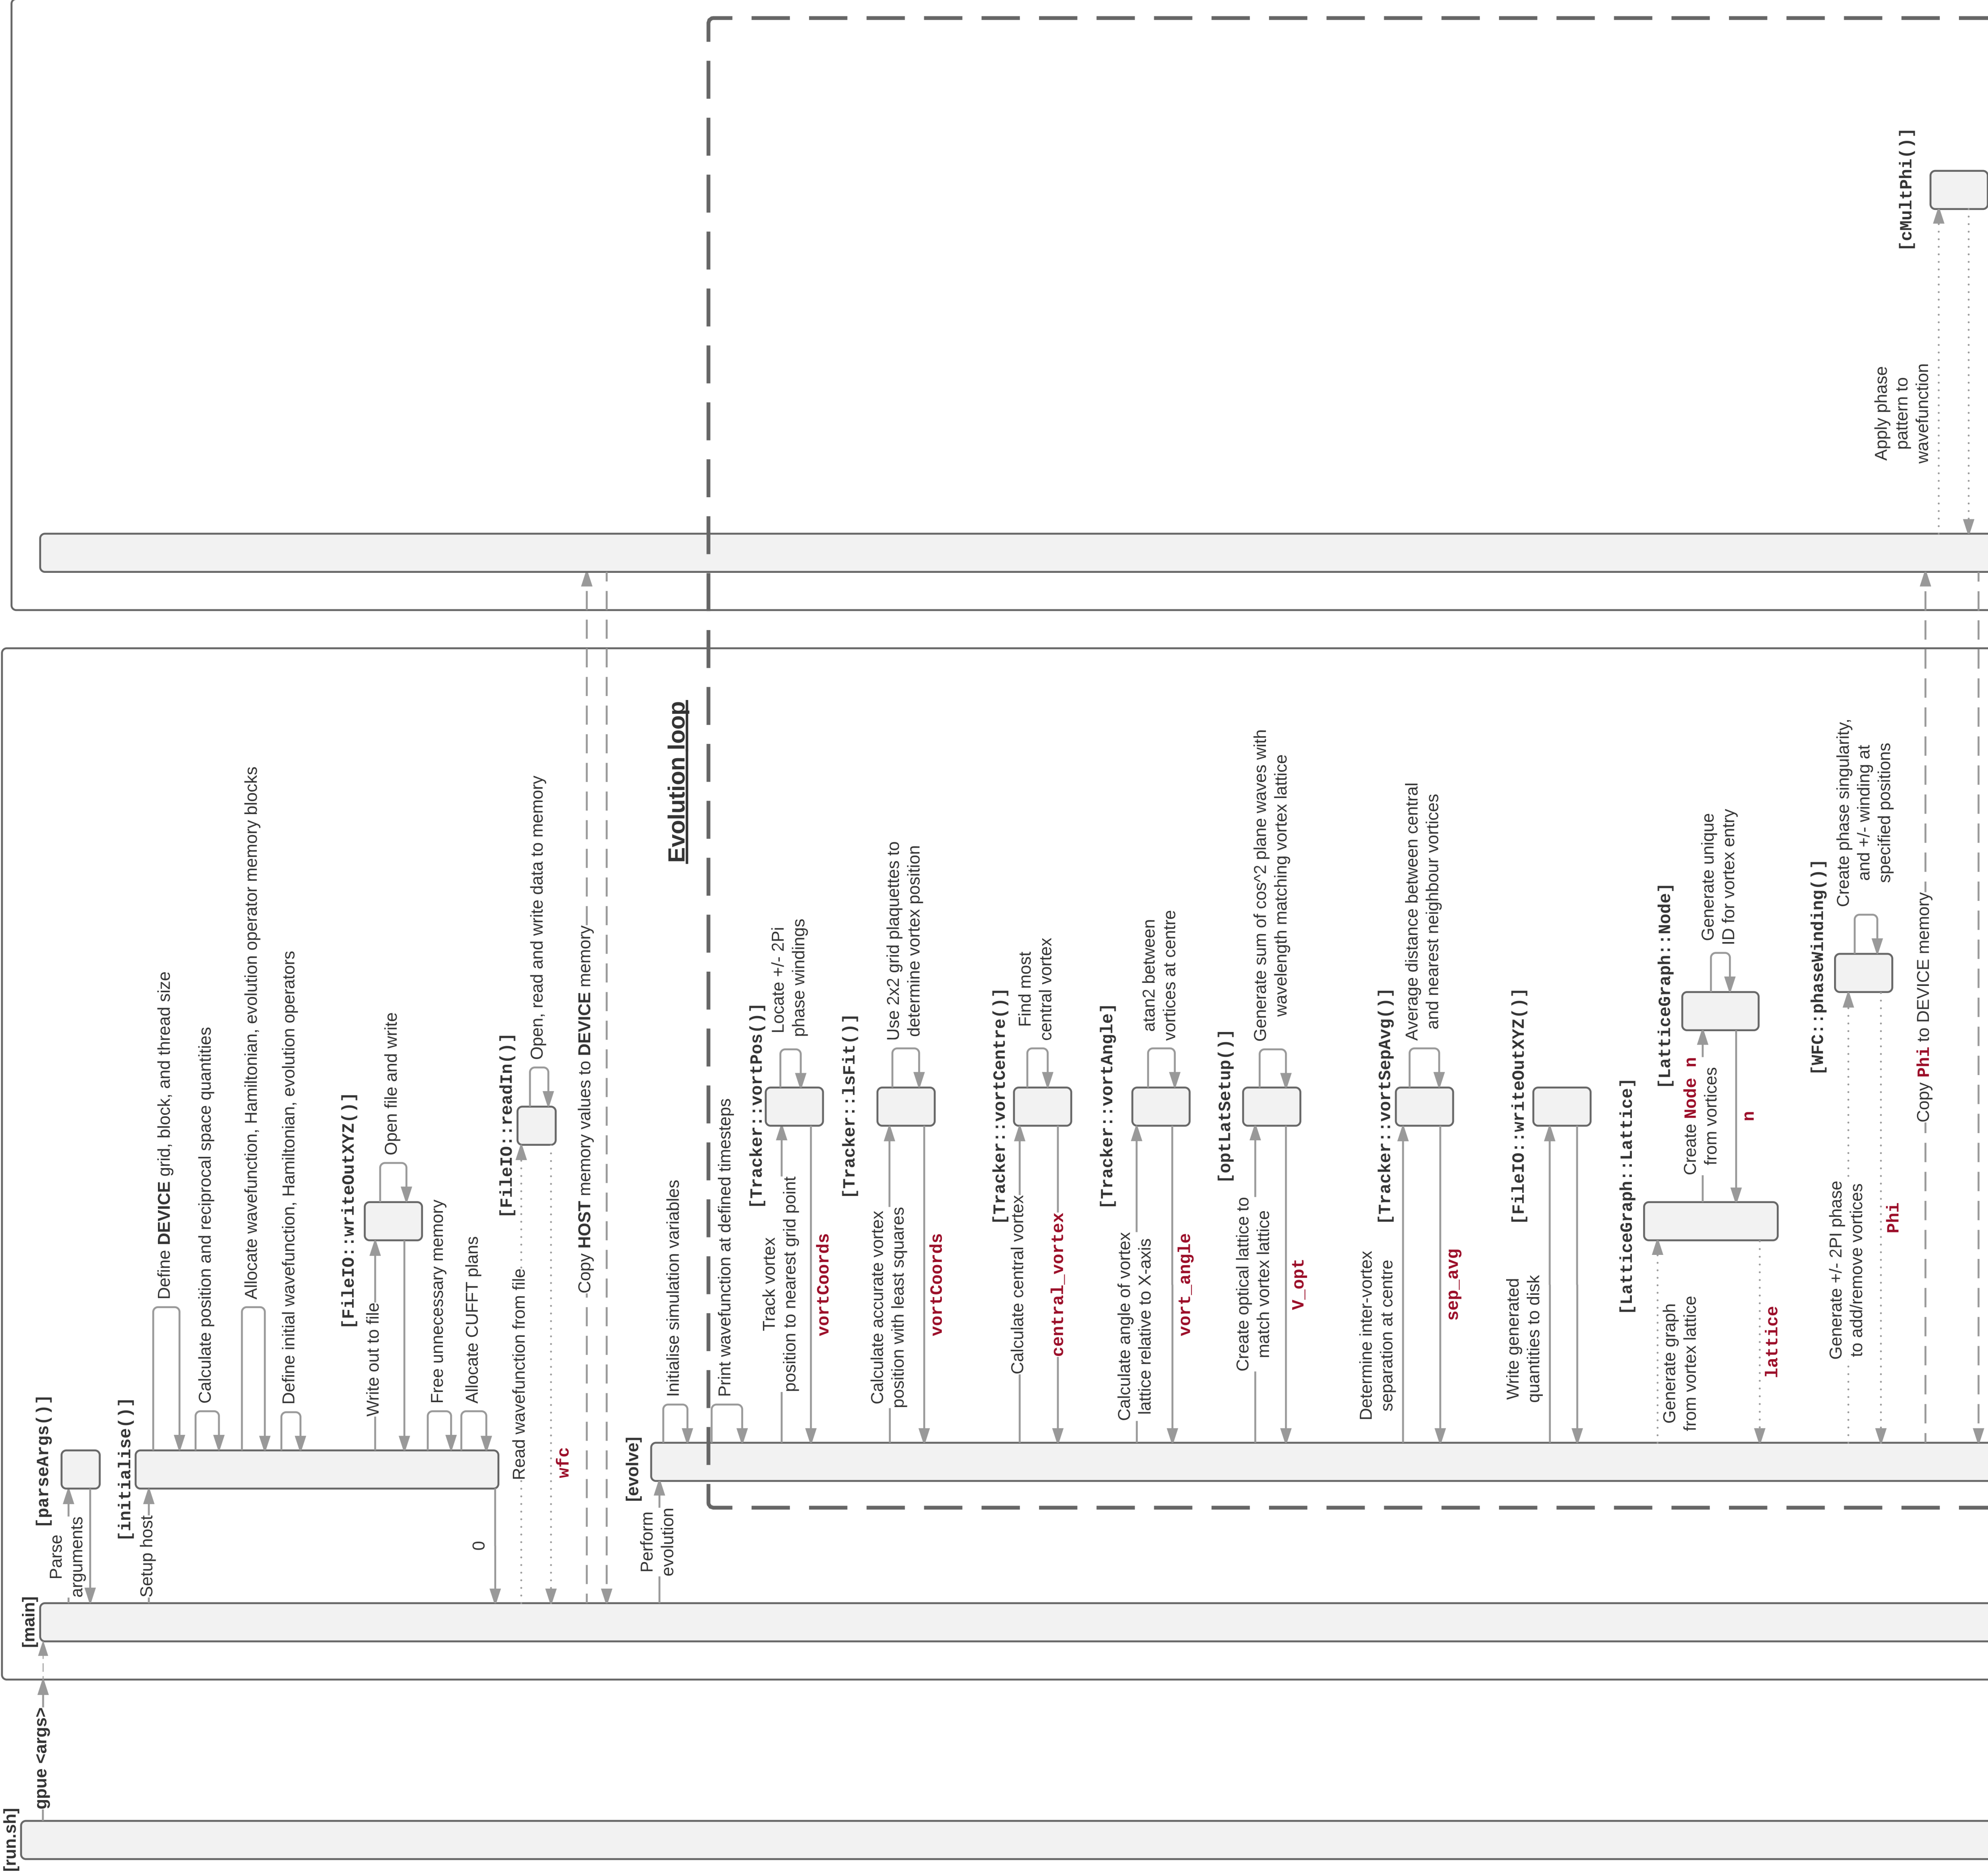 [run.sh]
gpue <args>
[main]
Parse
arguments
[parseArgs()]
Setup host
[initialise()]
Define DEVICE grid, block, and thread size
Calculate position and reciprocal space quantities
Allocate wavefunction, Hamiltonian, evolution operator memory blocks
Define initial wavefunction, Hamiltonian, evolution operators
Write out to file
[FileIO::writeOutXYZ()]
Open file and write
Free unnecessary memory
Allocate CUFFT plans
0
Read wavefunction from file
[FileIO::readIn()]
Open, read and write data to memory
wfc
Copy HOST memory values to DEVICE memory
Perform
evolution
[evolve]
Evolution loop
Initialise simulation variables
Print wavefunction at defined timesteps
Track vortex
position to nearest grid point
[Tracker::vortPos()]
Locate +/- 2Pi
phase windings
vortCoords
Calculate accurate vortex
position with least squares
[Tracker::lsFit()]
Use 2x2 grid plaquettes to
determine vortex position
vortCoords
Calculate central vortex
[Tracker::vortCentre()]
Find most
central vortex
central_vortex
Calculate angle of vortex
lattice relative to X-axis
[Tracker::vortAngle]
atan2 between
vortices at centre
vort_angle
Create optical lattice to
match vortex lattice
[optLatSetup()]
Generate sum of cos^2 plane waves with
wavelength matching vortex lattice
V_opt
Determine inter-vortex
separation at centre
[Tracker::vortSepAvg()]
Average distance between central
and nearest neighbour vortices
sep_avg
Write generated
quantities to disk
[FileIO::writeOutXYZ()]
Generate graph
from vortex lattice
[LatticeGraph::Lattice]
Create Node n
from vortices
[LatticeGraph::Node]
Generate unique
ID for vortex entry
n
lattice
Generate +/- 2PI phase
to add/remove vortices
[WFC::phaseWinding()]
Create phase singularity,
and +/- winding at
specified positions
Phi
Copy Phi to DEVICE memory
Apply phase
pattern to
wavefunction
[cMultPhi()]